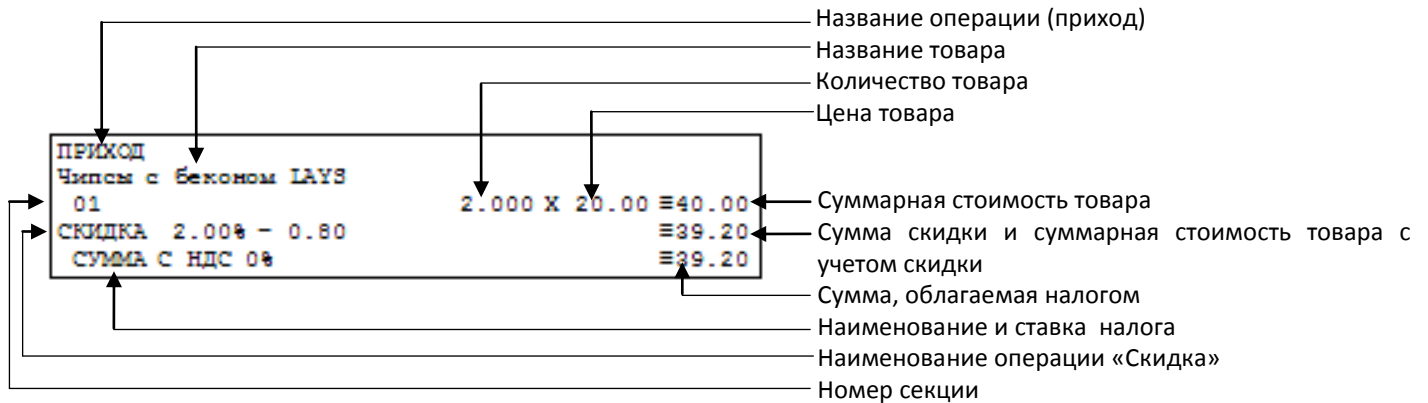 Название операции (приход)
Название товара
Количество товара
Цена товара
ПРИХОД
Чипсы с беконом LAYS
01 2.000 X 20.00 ≡40.00
СКИДКА 2.00% - 0.80 ≡39.20
СУММА С НДС 0% ≡39.20
Суммарная стоимость товара
Сумма скидки и суммарная стоимость товара с
учетом скидки
Сумма, облагаемая налогом
Наименование и ставка налога
Наименование операции «Скидка»
Номер секции